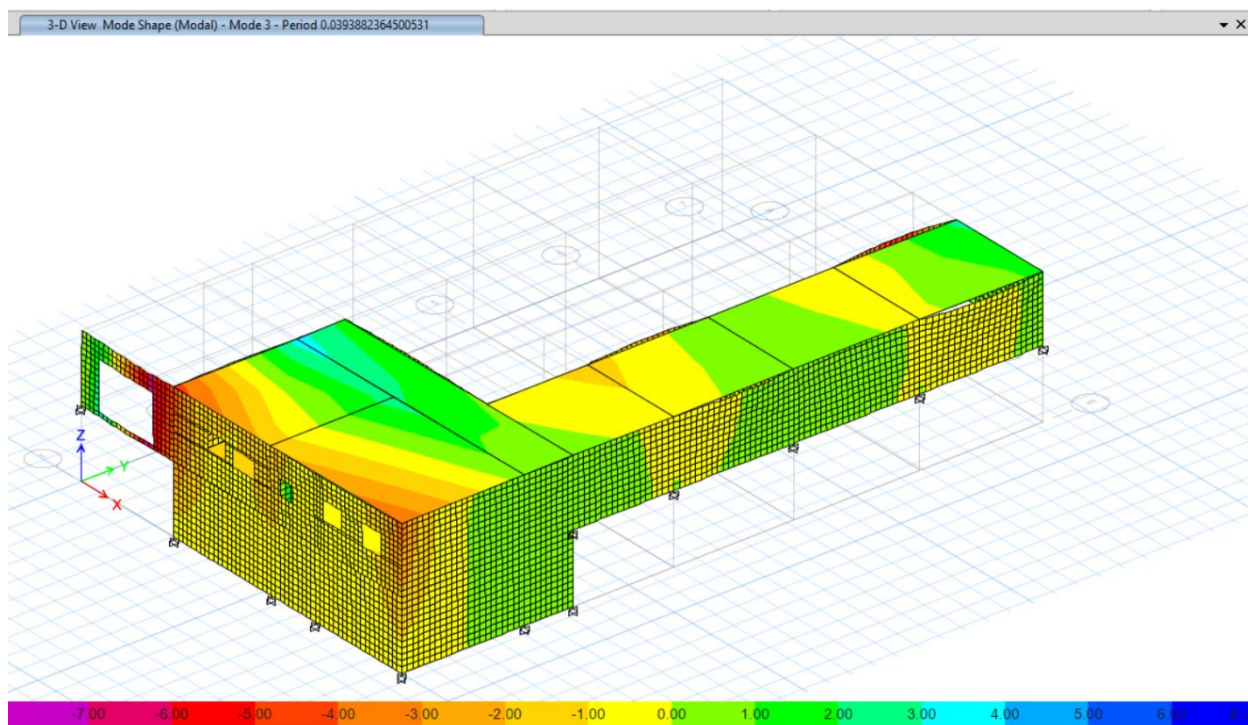 3-D View Mode Shape (Modal) - Mode 3 - Period 0.0393882364500531
Z
Y
X
-7.00 -6.00 -5.00 -4.00 -3.00 -2.00 -1.00 0.00 1.00 2.00 3.00 4.00 5.00